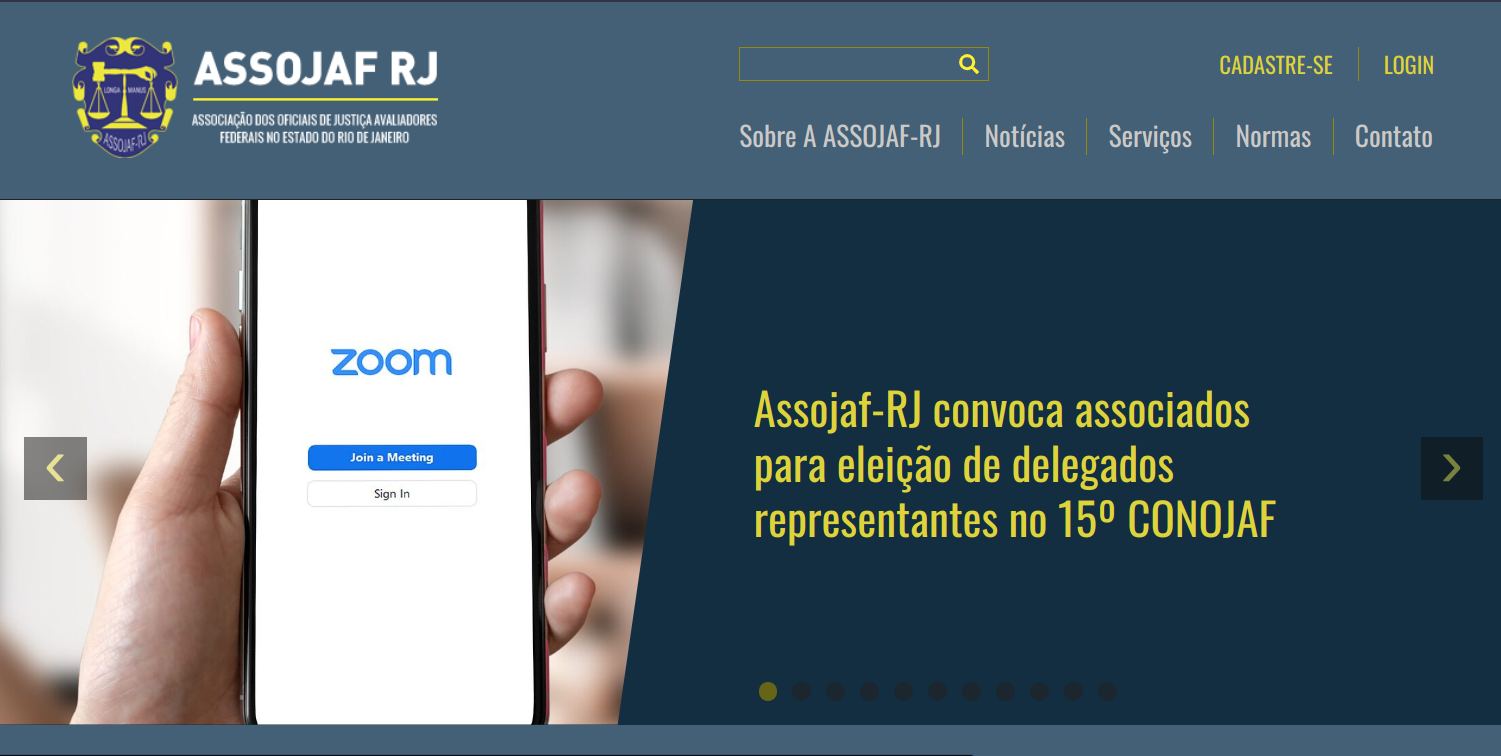 ASSOJAF RJ
ASSOCIAÇÃO DOS OFICIAIS DE JUSTIÇA AVALIADORES
FEDERAIS NO ESTADO DO RIO DE JANEIRO
LONGA MANUS
ASSOJAF-RJ
CADASTRE-SE
LOGIN
Sobre A ASSOJAF-RJ
Notícias
Serviços
Normas
Contato
zoom
Join a Meeting
Sign In
Assojaf-RJ convoca associados
para eleição de delegados
representantes no 15º CONOJAF